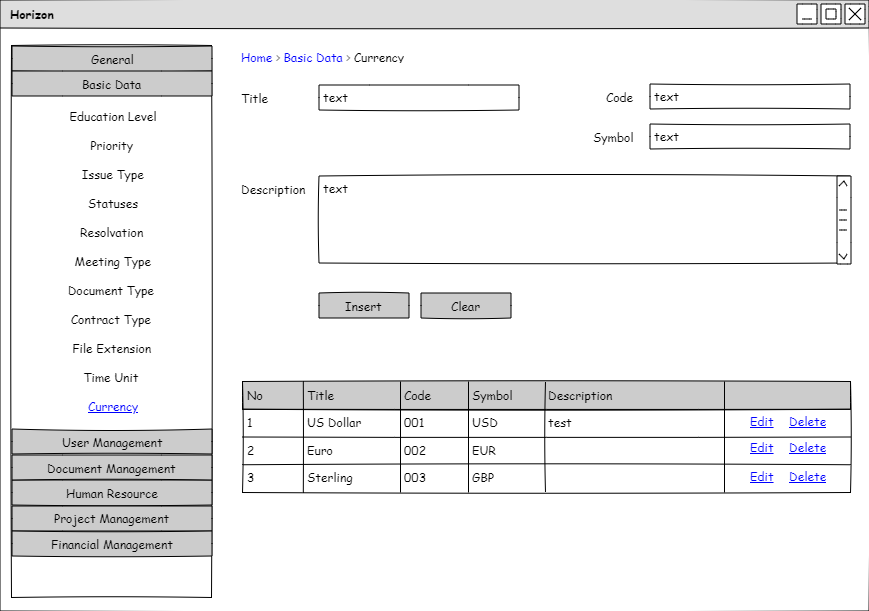 Horizon
General
Basic Data
Education Level
Priority
Issue Type
Statuses
Resolvation
Meeting Type
Document Type
Contract Type
File Extension
Time Unit
Currency
User Management
Document Management
Human Resource
Project Management
Financial Management
Home > Basic Data > Currency
Title text Code text
Symbol text
Description text
Insert Clear
No Title Code Symbol Description
1 US Dollar 001 USD test Edit Delete
2 Euro 002 EUR Edit Delete
3 Sterling 003 GBP Edit Delete